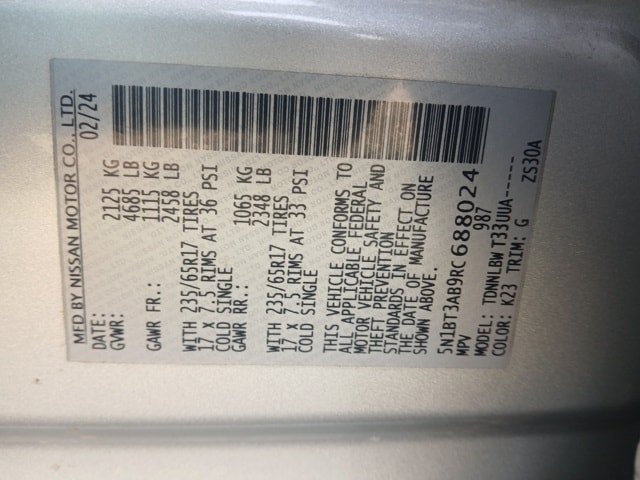 MFD BY NISSAN MOTOR CO., LTD.
DATE: 02/24
GVWR: 2125 KG
4685 LB
GAWR FR.: 1115 KG
2458 LB
WITH 235/65R17 TIRES
17 X 7.5 RIMS AT 36 PSI
COLD SINGLE
GAWR RR.: 1065 KG
2348 LB
WITH 235/65R17 TIRES
17 X 7.5 RIMS AT 33 PSI
COLD SINGLE
THIS VEHICLE CONFORMS TO
ALL APPLICABLE FEDERAL
MOTOR VEHICLE SAFETY AND
THEFT PREVENTION
STANDARDS IN EFFECT ON
THE DATE OF MANUFACTURE
SHOWN ABOVE.
5N1BT3AB9RC688024
MPV 987
MODEL: TDNNLBW T33UUA------
COLOR: K23 TRIM: G ZS30A